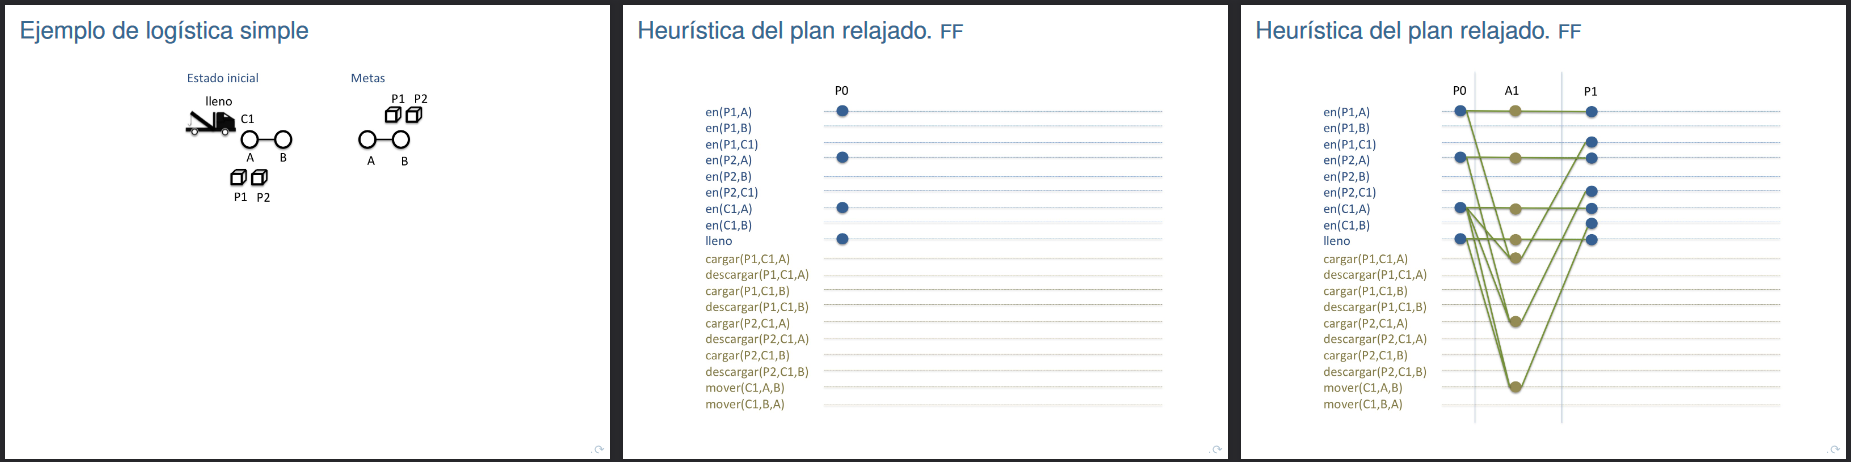 Ejemplo de logística simple
Estado inicial
Metas
lleno
C1
A
B
P1
P2
P1
P2
A
B
Heurística del plan relajado. FF
P0
en(P1,A)
en(P1,B)
en(P1,C1)
en(P2,A)
en(P2,B)
en(P2,C1)
en(C1,A)
en(C1,B)
lleno
cargar(P1,C1,A)
descargar(P1,C1,A)
cargar(P1,C1,B)
descargar(P1,C1,B)
cargar(P2,C1,A)
descargar(P2,C1,A)
cargar(P2,C1,B)
descargar(P2,C1,B)
mover(C1,A,B)
mover(C1,B,A)
Heurística del plan relajado. FF
P0 A1 P1
en(P1,A)
en(P1,B)
en(P1,C1)
en(P2,A)
en(P2,B)
en(P2,C1)
en(C1,A)
en(C1,B)
lleno
cargar(P1,C1,A)
descargar(P1,C1,A)
cargar(P1,C1,B)
descargar(P1,C1,B)
cargar(P2,C1,A)
descargar(P2,C1,A)
cargar(P2,C1,B)
descargar(P2,C1,B)
mover(C1,A,B)
mover(C1,B,A)